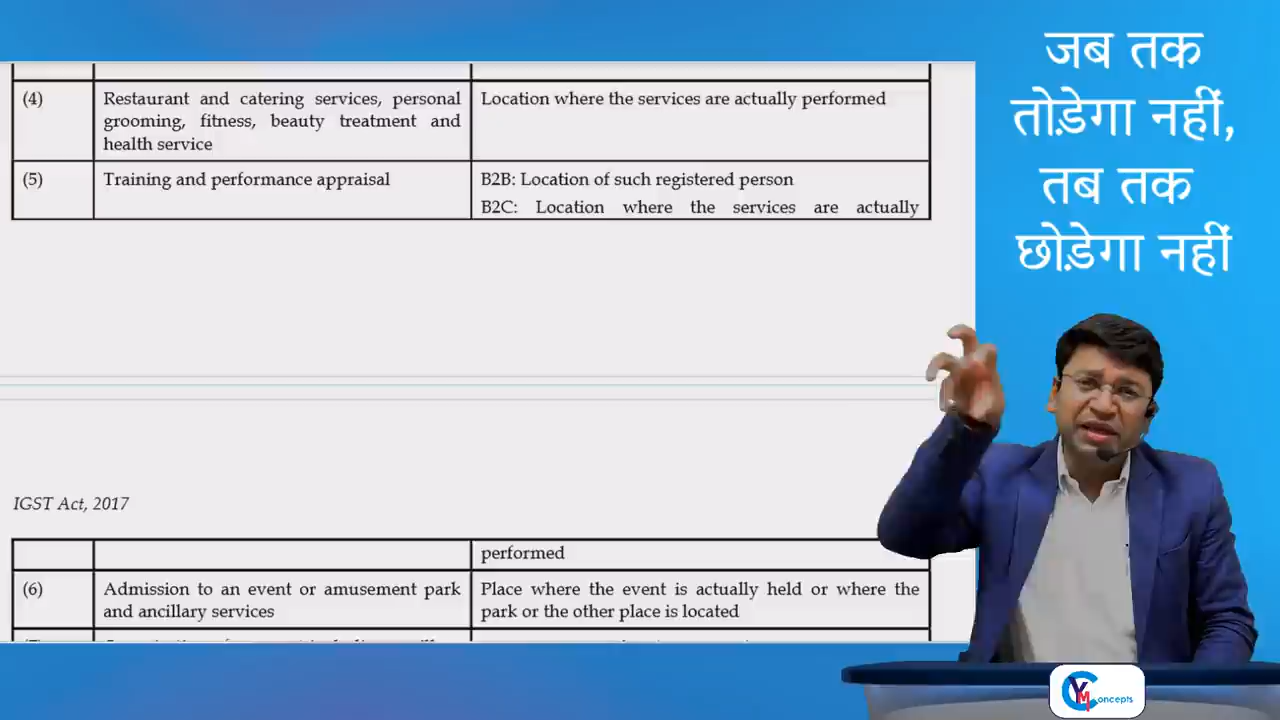 (4) Restaurant and catering services, personal Location where the services are actually performed
grooming, fitness, beauty treatment and
health service
(5) Training and performance appraisal B2B: Location of such registered person
B2C: Location where the services are actually
IGST Act, 2017
performed
(6) Admission to an event or amusement park Place where the event is actually held or where the
and ancillary services park or the other place is located
जब तक
तोड़ेगा नहीं,
तब तक
छोड़ेगा नहीं
YM Concepts